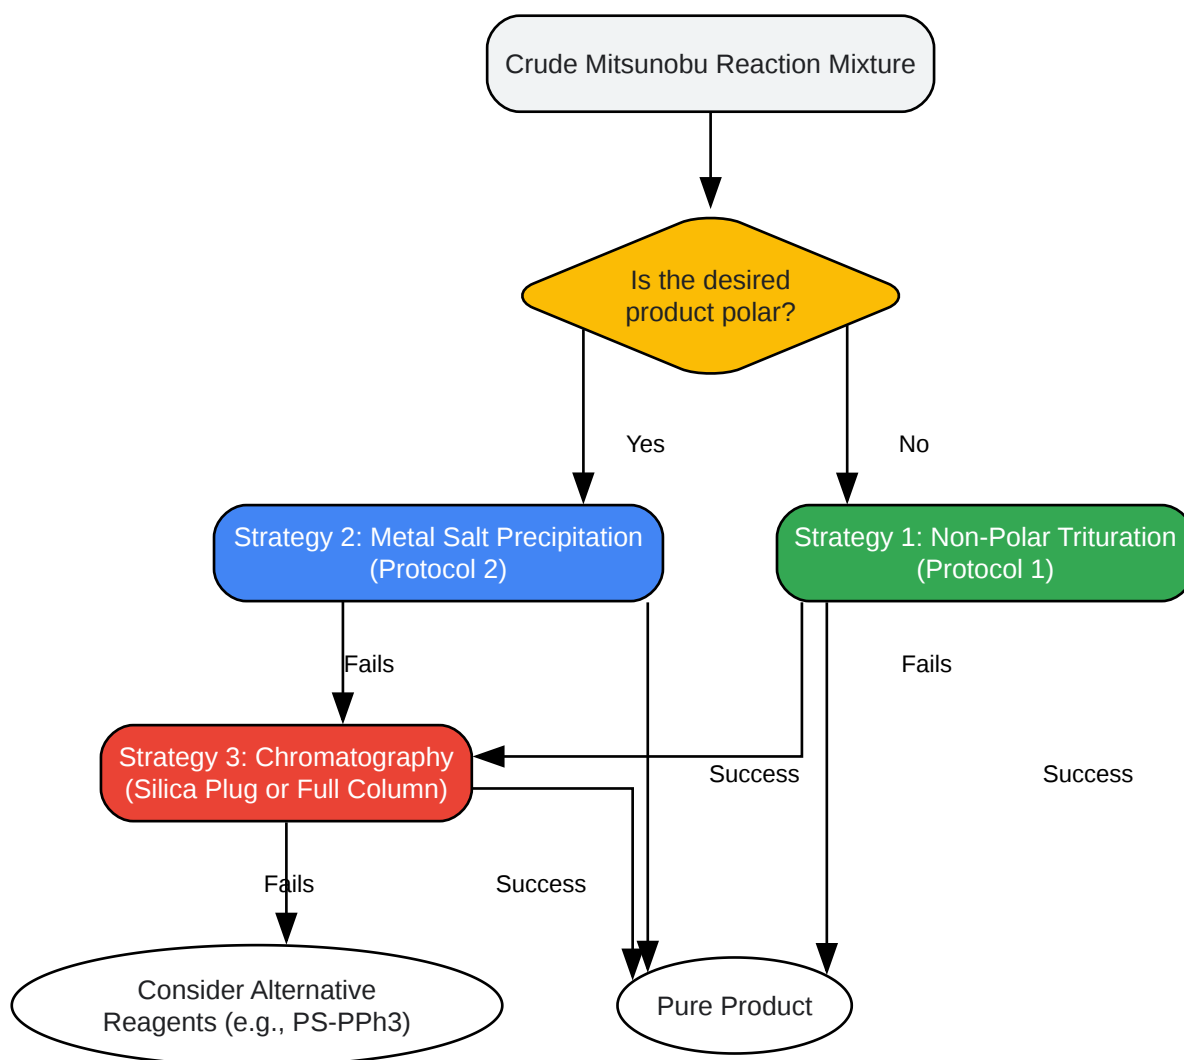 Crude Mitsunobu Reaction Mixture
Is the desired
product polar?
Yes
No
Strategy 2: Metal Salt Precipitation
(Protocol 2)
Strategy 1: Non-Polar Trituration
(Protocol 1)
Fails
Fails
Strategy 3: Chromatography
(Silica Plug or Full Column)
Success
Success
Fails
Success
Consider Alternative
Reagents (e.g., PS-PPh3)
Pure Product